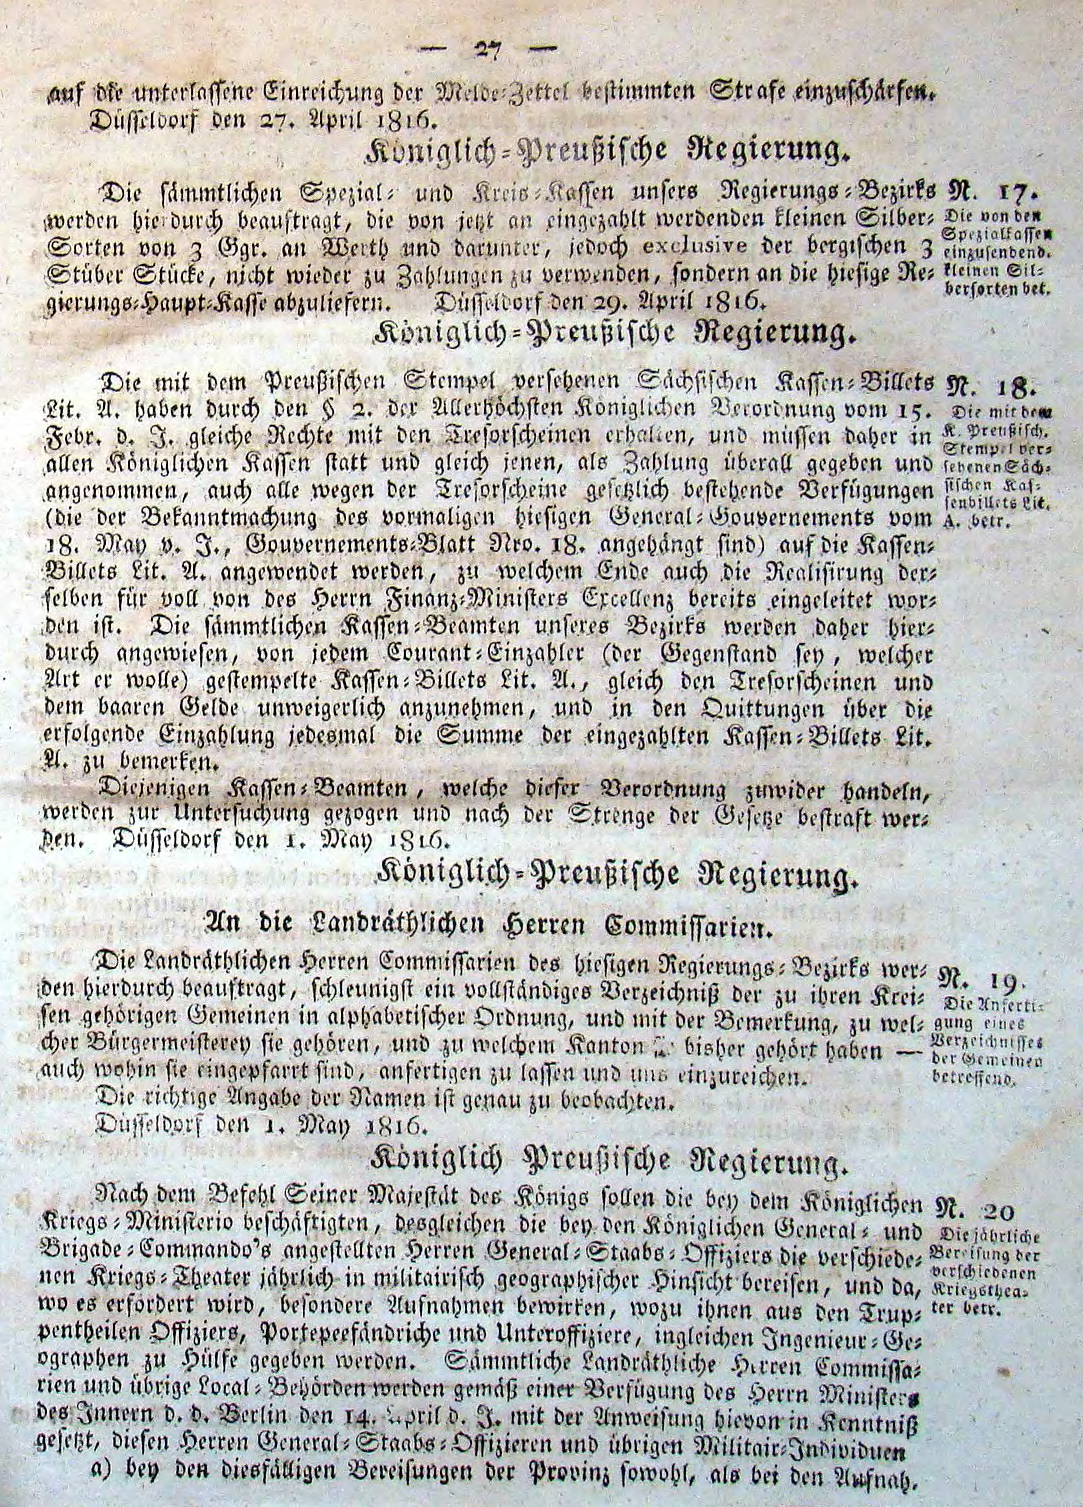 — 27 —
auf die unterlassene Einreichung der Melde-Zettel bestimmten Strafe einzuschärfen.
Düsseldorf den 27. April 1816.
Königlich-Preußische Regierung.
Die sämmtlichen Spezial- und Kreis-Kassen unsers Regierungs-Bezirks
werden hierdurch beauftragt, die von jetzt an eingezahlt werdenden kleinen Silber-
Sorten von 3 Ggr. an Werth und darunter, jedoch exclusive der bergischen 3
Stüber Stücke, nicht wieder zu Zahlungen zu verwenden, sondern an die hiesige Re-
gierungs-Haupt-Kasse abzuliefern. Düsseldorf den 29. April 1816.
Königlich-Preußische Regierung.
N. 17.
Die von den
Spezialkassen
einzusendend.
kleinen Sil-
bersorten bet.
Die mit dem Preußischen Stempel versehenen Sächsischen Kassen-Billets
Lit. A. haben durch den § 2. der Allerhöchsten Königlichen Verordnung vom 15.
Febr. d. J. gleiche Rechte mit den Tresorscheinen erhalten, und müssen daher in
allen Königlichen Kassen statt und gleich jenen, als Zahlung überall gegeben und
angenommen, auch alle wegen der Tresorscheine gesetzlich bestehende Verfügungen
(die der Bekanntmachung des vormaligen hiesigen General-Gouvernements vom
18. May v. J., Gouvernements-Blatt Nro. 18. angehängt sind) auf die Kassen-
Billets Lit. A. angewendet werden, zu welchem Ende auch die Realisirung der-
selben für voll von des Herrn Finanz-Ministers Excellenz bereits eingeleitet wor-
den ist. Die sämmtlichen Kassen-Beamten unseres Bezirks werden daher hier-
durch angewiesen, von jedem Courant-Einzahler (der Gegenstand sey, welcher
Art er wolle) gestempelte Kassen-Billets Lit. A., gleich den Tresorscheinen und
dem baaren Gelde unweigerlich anzunehmen, und in den Quittungen über die
erfolgende Einzahlung jedesmal die Summe der eingezahlten Kassen-Billets Lit.
A. zu bemerken.
N. 18.
Die mit dem
K. Preußisch.
Stempel ver-
sehenen Säch-
sischen Kas-
senbillets Lit.
A. betr.
Diejenigen Kassen-Beamten, welche dieser Verordnung zuwider handeln,
werden zur Untersuchung gezogen und nach der Strenge der Gesetze bestraft wer-
den. Düsseldorf den 1. May 1816.
Königlich-Preußische Regierung.
An die Landräthlichen Herren Commissarien.
Die Landräthlichen Herren Commissarien des hiesigen Regierungs-Bezirks wer-
den hierdurch beauftragt, schleunigst ein vollständiges Verzeichniß der zu ihren Krei-
sen gehörigen Gemeinen in alphabetischer Ordnung, und mit der Bemerkung, zu wel-
cher Bürgermeisterey sie gehören, und zu welchem Kanton bisher gehört haben —
auch wohin sie eingepfarrt sind, anfertigen zu lassen und uns einzureichen.
Die richtige Angabe der Namen ist genau zu beobachten.
Düsseldorf den 1. May 1816.
Königlich Preußische Regierung.
N. 19.
Die Anferti-
gung eines
Verzeichnisses
der Gemeinen
betreffend.
Nach dem Befehl Seiner Majestät des Königs sollen die bey dem Königlichen
Kriegs-Ministerio beschäftigten, desgleichen die bey den Königlichen General- und
Brigade-Commando's angestellten Herren General-Staabs-Offiziers die verschiede-
nen Kriegs-Theater jährlich in militairisch geographischer Hinsicht bereisen, und da,
wo es erfordert wird, besondere Aufnahmen bewirken, wozu ihnen aus den Trup-
pentheilen Offiziers, Portepeefändriche und Unteroffiziere, ingleichen Ingenieur-Ge-
ographen zu Hülfe gegeben werden. Sämmtliche Landräthliche Herren Commissa-
rien und übrige Local-Behörden werden gemäß einer Verfügung des Herrn Ministers
des Innern d. d. Berlin den 14. April d. J. mit der Anweisung hievon in Kenntniß
gesetzt, diesen Herren General-Staabs-Offizieren und übrigen Militair-Individuen
a) bey den diesfälligen Bereisungen der Provinz sowohl, als bei den Aufnah.
N. 20
Die jährliche
Bereisung der
verschiedenen
Kriegsthea-
ter betr.